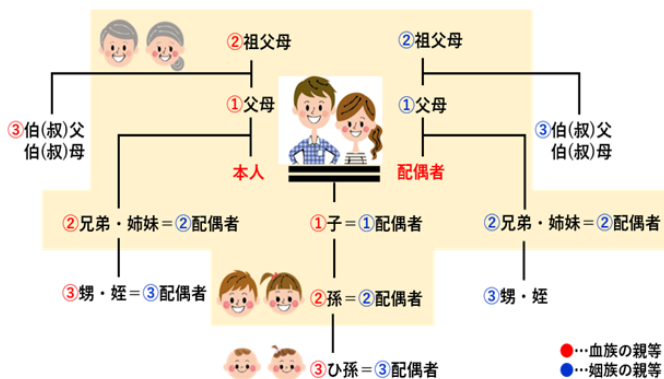 ②祖父母
②祖父母
①父母
①父母
③伯(叔)父
伯(叔)母
③伯(叔)父
伯(叔)母
本人
配偶者
②兄弟・姉妹＝②配偶者
①子＝①配偶者
②兄弟・姉妹＝②配偶者
③甥・姪＝③配偶者
②孫＝②配偶者
③甥・姪
③ひ孫＝③配偶者
●…血族の親等
●…姻族の親等